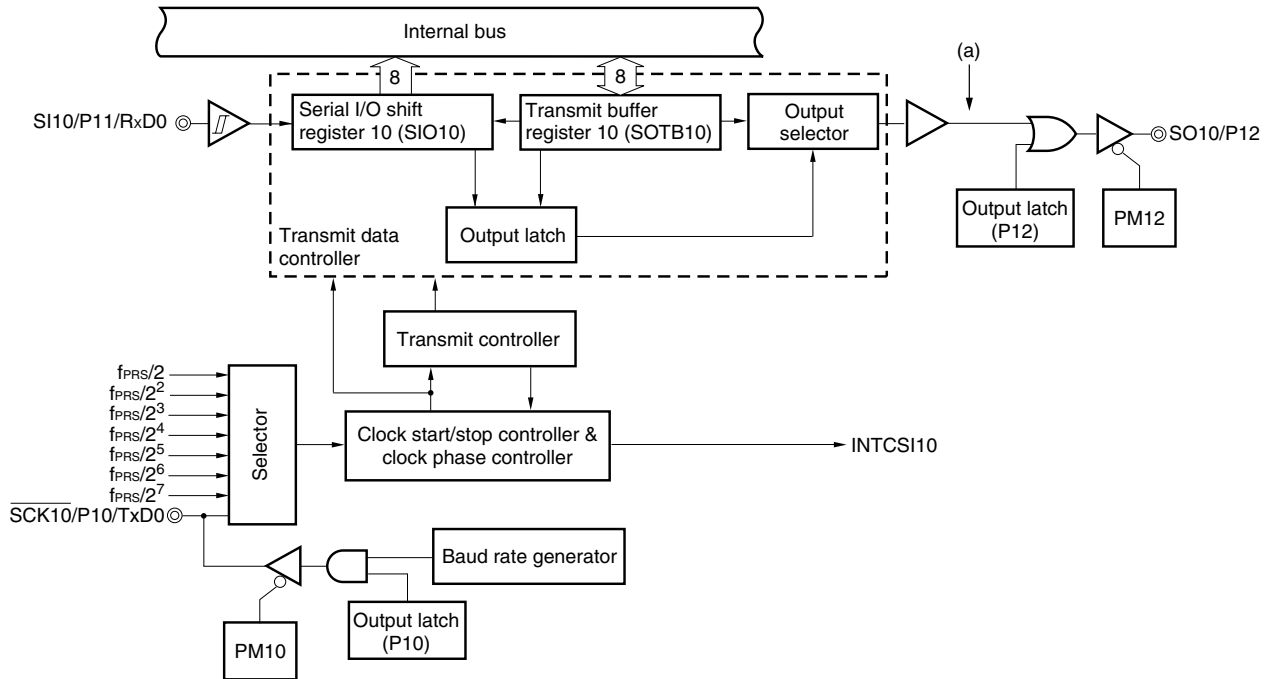 Internal bus
(a)
8
8
SI10/P11/RxD0
Serial I/O shift
register 10 (SIO10)
Transmit buffer
register 10 (SOTB10)
Output
selector
SO10/P12
Output latch
Output latch
(P12)
PM12
Transmit data
controller
Transmit controller
fPRS/2
fPRS/2²
fPRS/2³
fPRS/2⁴
fPRS/2⁵
fPRS/2⁶
fPRS/2⁷
SCK10/P10/TxD0
Selector
Clock start/stop controller &
clock phase controller
INTCSI10
Baud rate generator
Output latch
(P10)
PM10